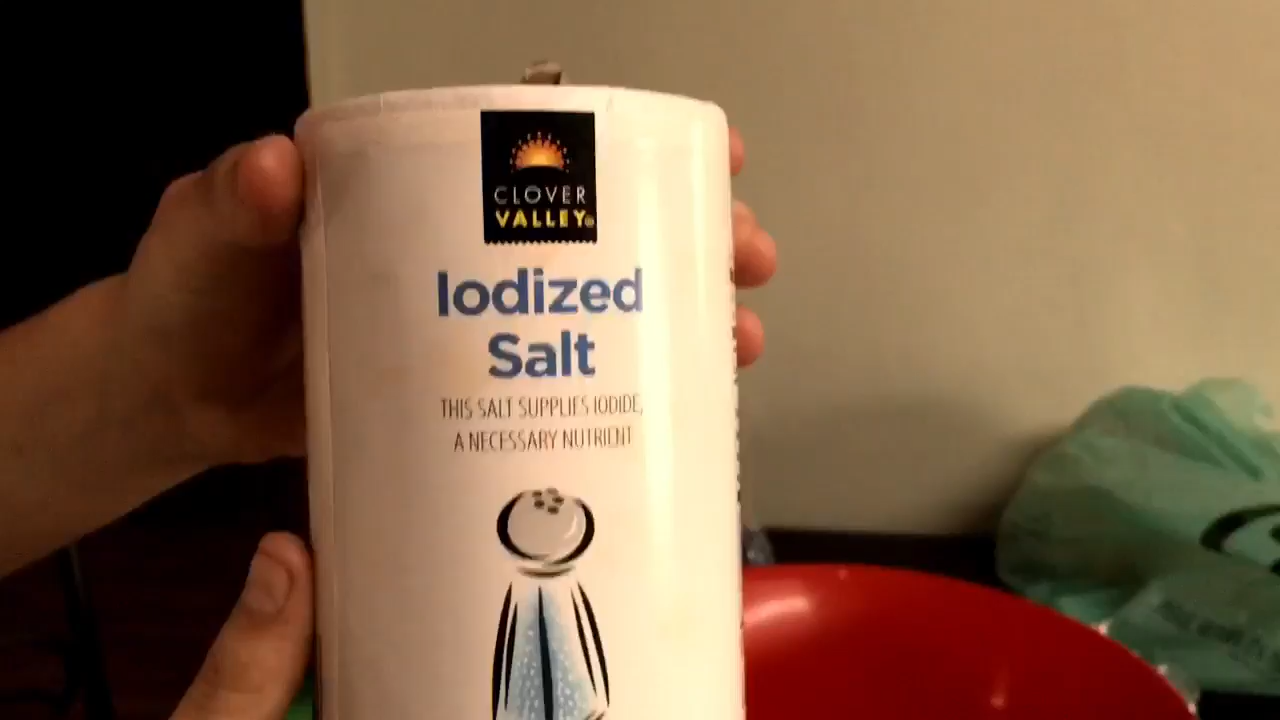 CLOVER
VALLEY®
Iodized
Salt
THIS SALT SUPPLIES IODIDE,
A NECESSARY NUTRIENT